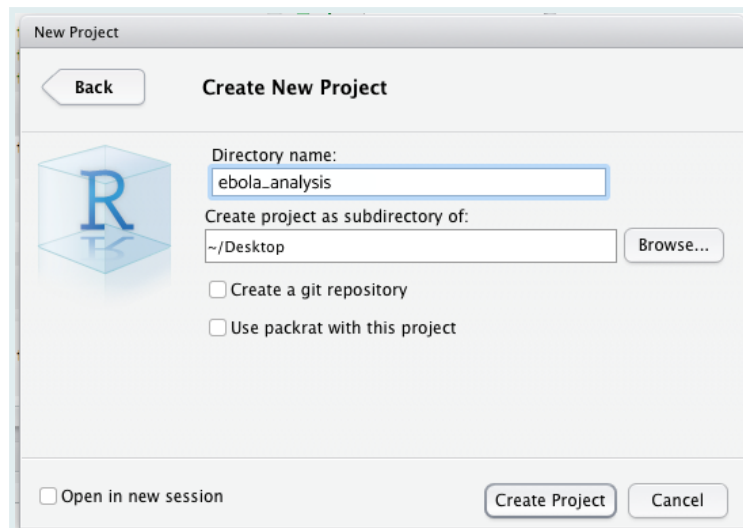 New Project
Back
Create New Project
Directory name:
ebola_analysis
Create project as subdirectory of:
~/Desktop
Browse...
Create a git repository
Use packrat with this project
R
Open in new session
Create Project
Cancel